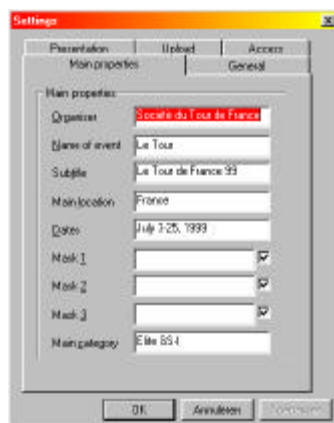 Settings
Presentation Upload Access
Main properties General
Main properties
Organiser Société du Tour de France
Name of event Le Tour
Subtitle Le Tour de France 99
Main location France
Dates July 3-25, 1999
Mask 1
Mask 2
Mask 3
Main category Elite GS-I
OK Annuleren